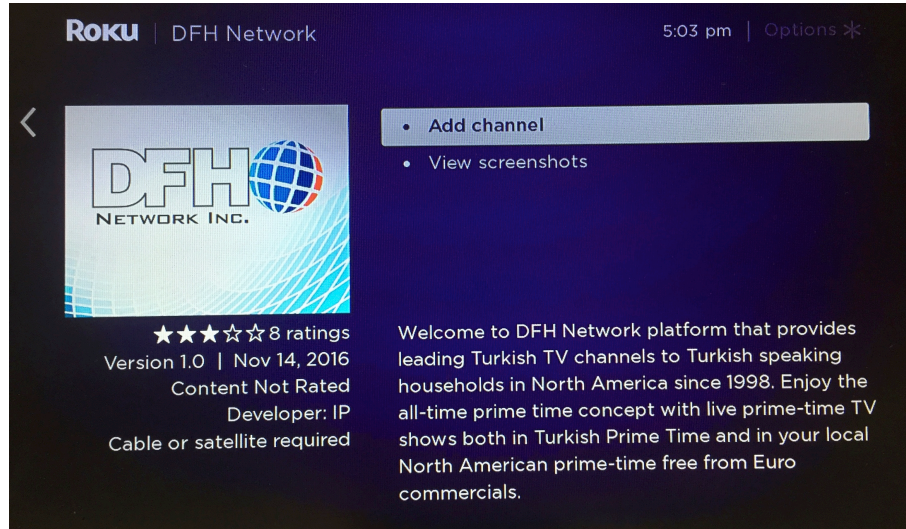 ROKU | DFH Network
5:03 pm | Options
Add channel
View screenshots
DFH
NETWORK INC.
8 ratings
Version 1.0 | Nov 14, 2016
Content Not Rated
Developer: IP
Cable or satellite required
Welcome to DFH Network platform that provides
leading Turkish TV channels to Turkish speaking
households in North America since 1998. Enjoy the
all-time prime time concept with live prime-time TV
shows both in Turkish Prime Time and in your local
North American prime-time free from Euro
commercials.